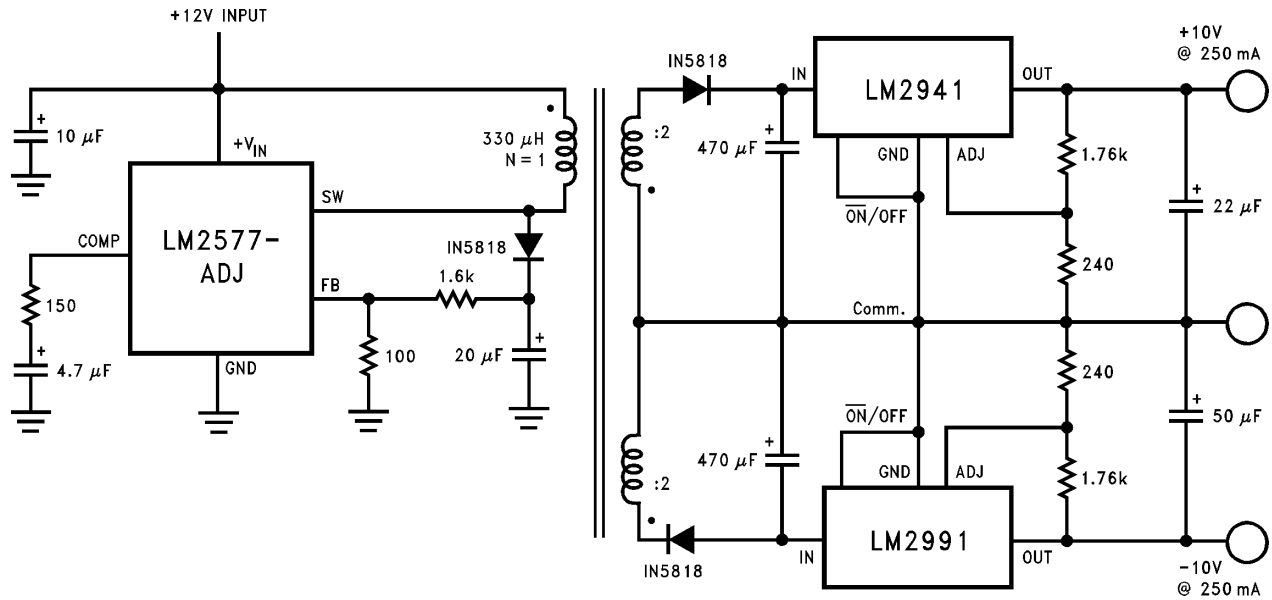 +12V INPUT
10 µF
+
+V_IN
330 µH
N = 1
SW
COMP
LM2577-
ADJ
IN5818
FB
1.6k
150
+
4.7 µF
GND
100
20 µF
+
:2
IN5818
IN
LM2941
OUT
+10V
@ 250 mA
470 µF
+
GND
ADJ
ON/OFF
1.76k
240
+
22 µF
Comm.
240
ON/OFF
+
50 µF
470 µF
+
:2
GND
ADJ
1.76k
LM2991
IN
OUT
IN5818
-10V
@ 250 mA